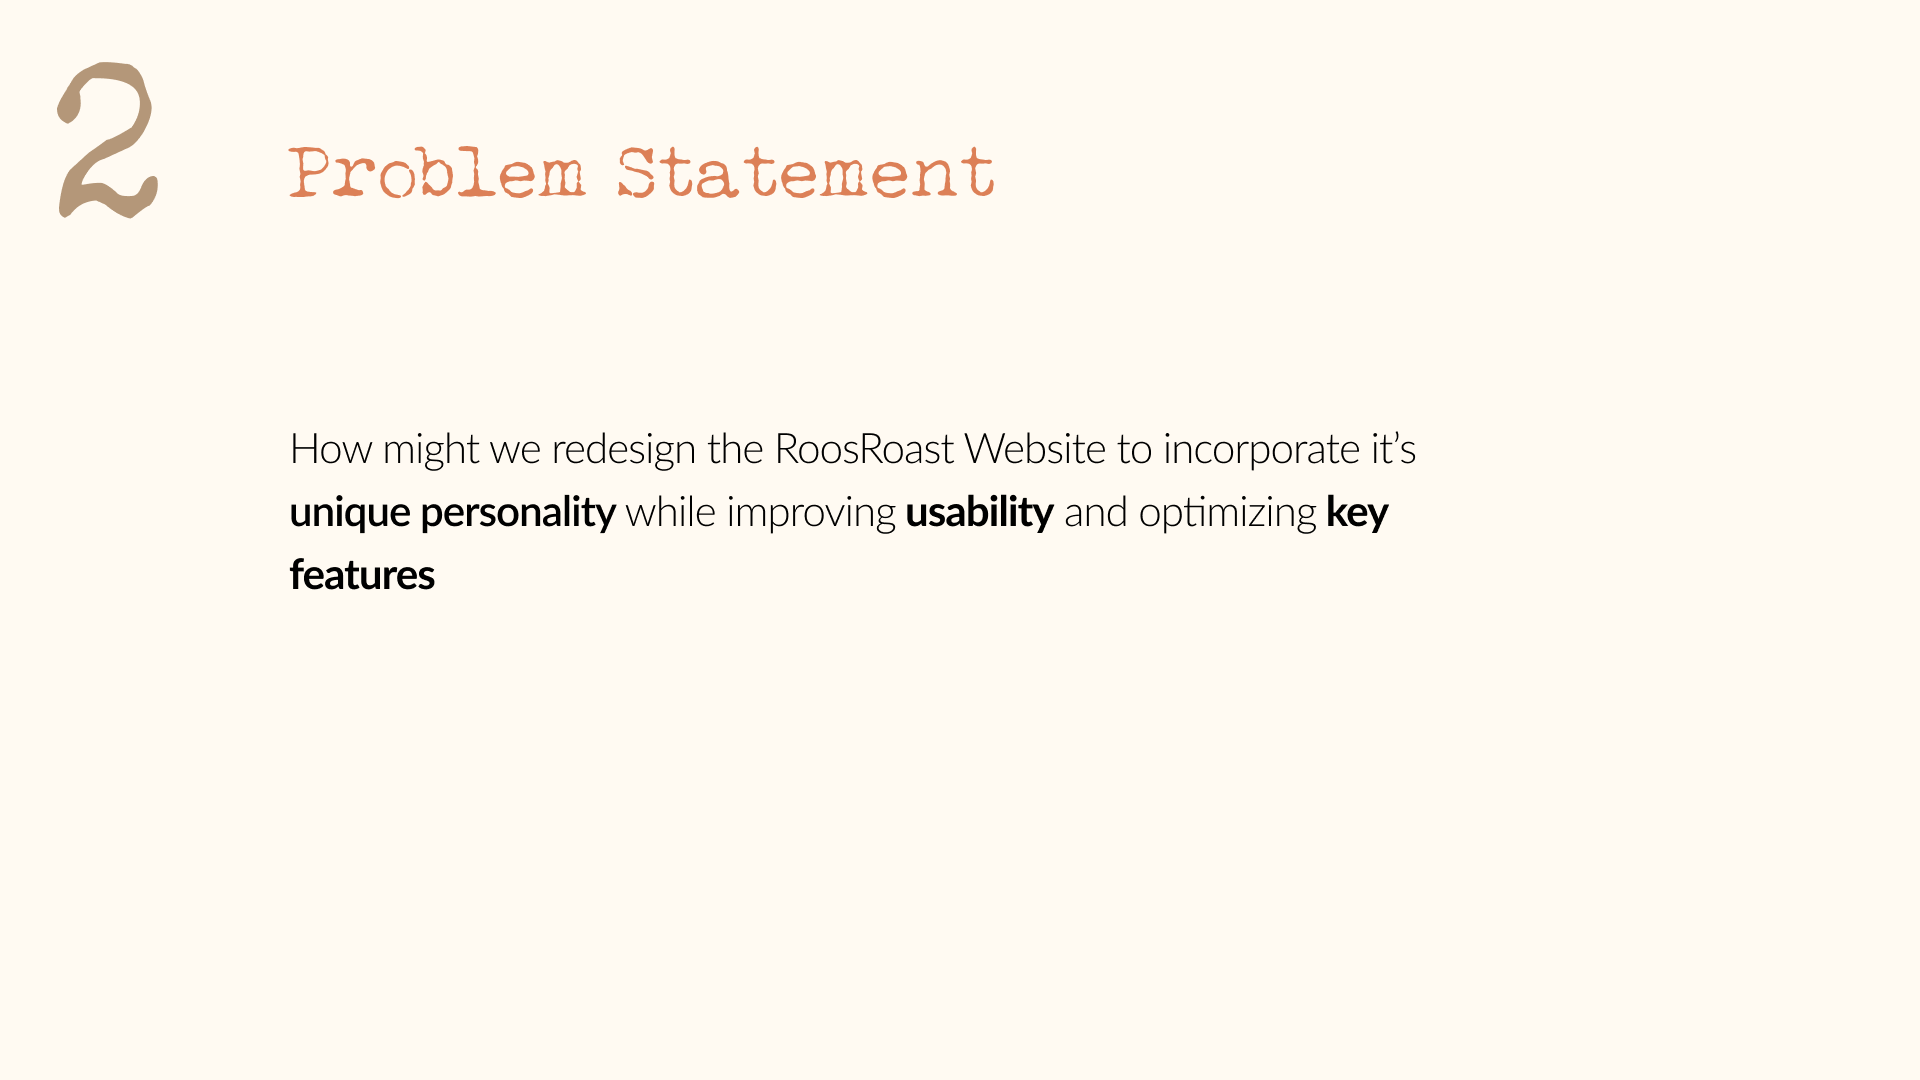 2
Problem Statement
How might we redesign the RoosRoast Website to incorporate it’s
unique personality while improving usability and optimizing key
features